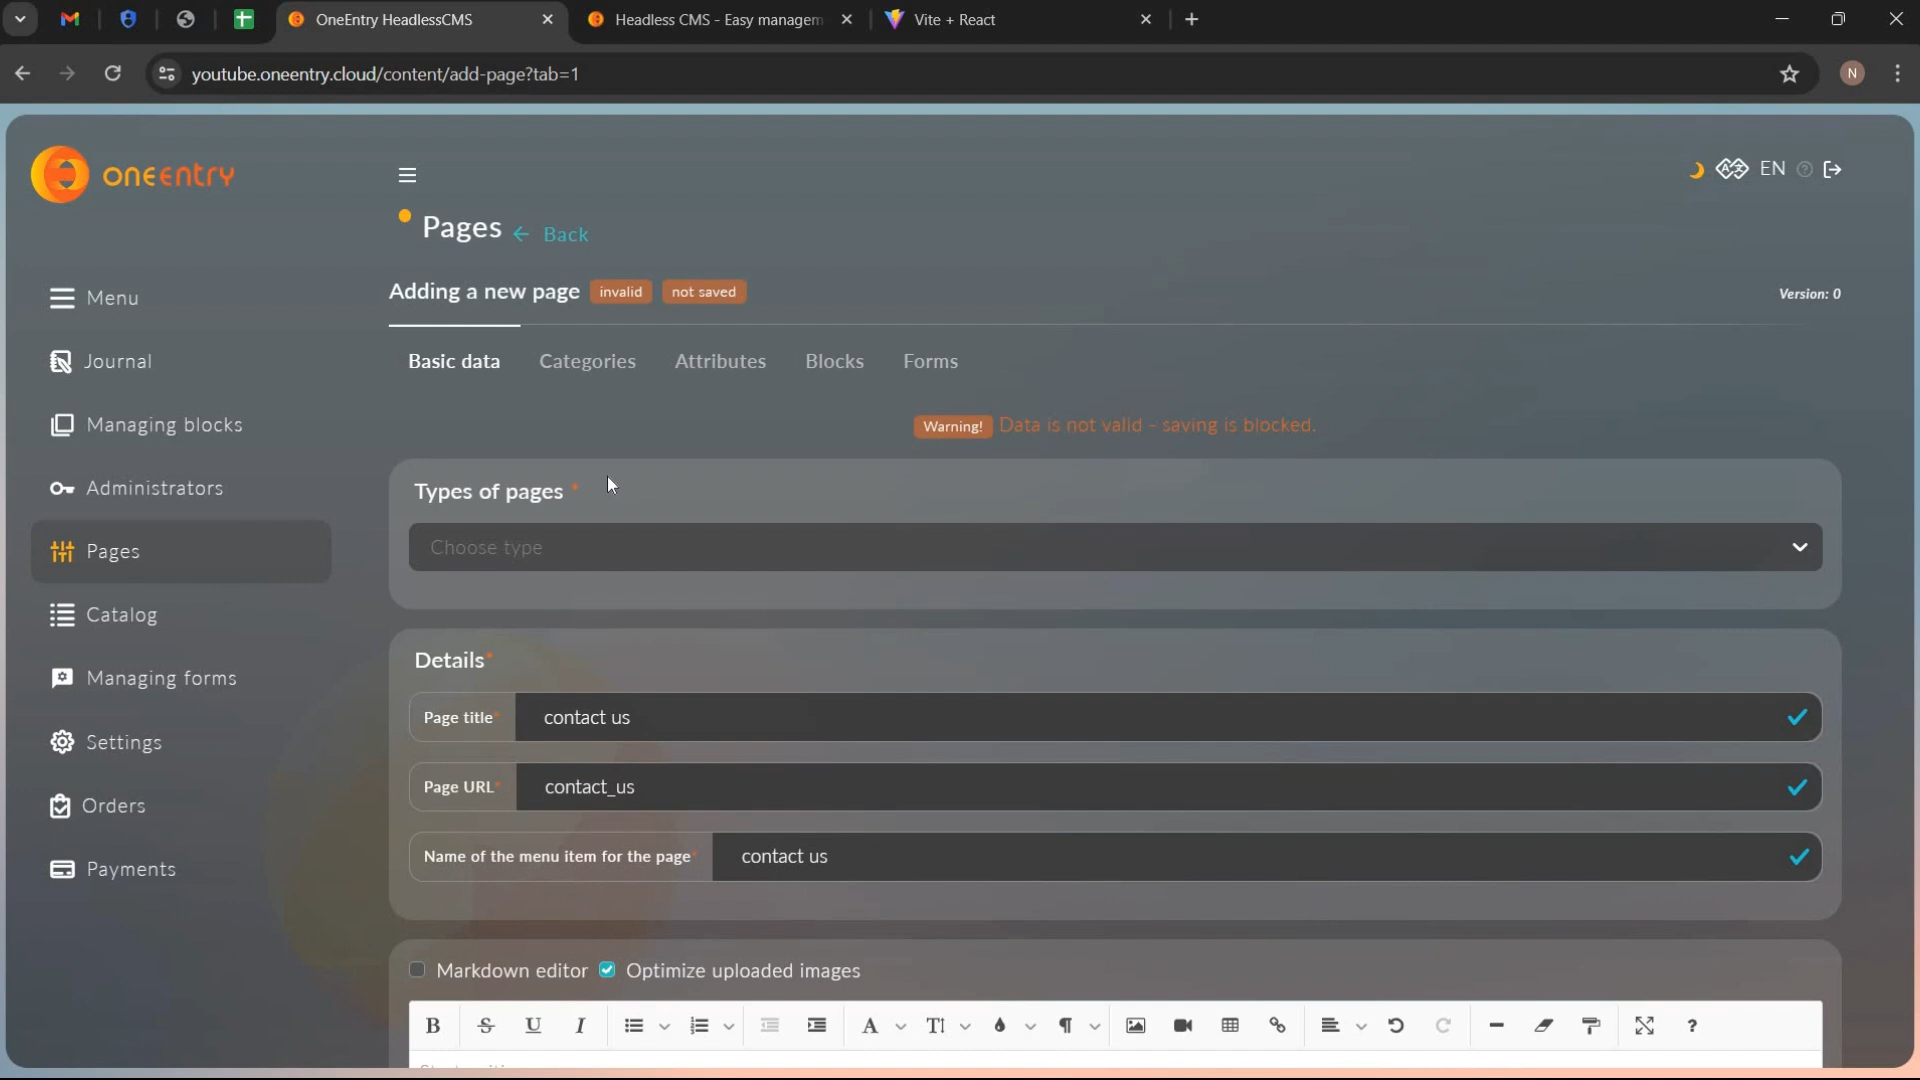 OneEntry HeadlessCMS
Headless CMS - Easy managem
Vite + React
youtube.oneentry.cloud/content/add-page?tab=1
N
oneentry
EN
Pages ← Back
Menu
Adding a new page invalid not saved
Version: 0
Journal
Basic data Categories Attributes Blocks Forms
Managing blocks
Warning! Data is not valid - saving is blocked.
Administrators
Types of pages *
Pages
Choose type
Catalog
Details*
Managing forms
Page title* contact us
Settings
Page URL* contact_us
Orders
Name of the menu item for the page* contact us
Payments
Markdown editor Optimize uploaded images
B S U I A T ¶ ?